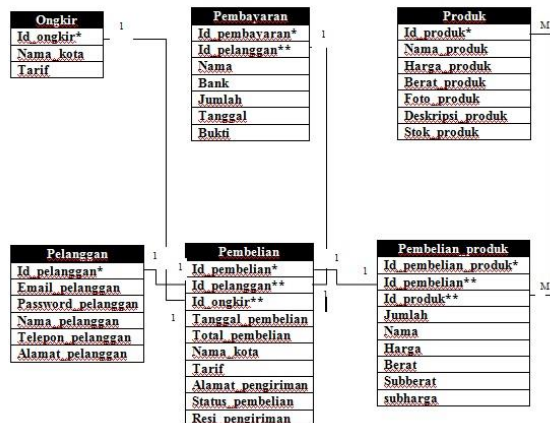 Ongkir
Id_ongkir*
Nama_kota
Tarif
1
Pembayaran
Id_pembayaran*
Id_pelanggan**
Nama
Bank
Jumlah
Tanggal
Bukti
1
Produk
Id_produk*
Nama_produk
Harga_produk
Berat_produk
Foto_produk
Deskripsi_produk
Stok_produk
M
Pelanggan
Id_pelanggan*
Email_pelanggan
Password_pelanggan
Nama_pelanggan
Telepon_pelanggan
Alamat_pelanggan
1
1
1
Pembelian
Id_pembelian*
Id_pelanggan**
Id_ongkir**
Tanggal_pembelian
Total_pembelian
Nama_kota
Tarif
Alamat_pengiriman
Status_pembelian
Resi_pengiriman
1
1
1
Pembelian_produk
Id_pembelian_produk*
Id_pembelian**
Id_produk**
Jumlah
Nama
Harga
Berat
Subberat
subharga
M